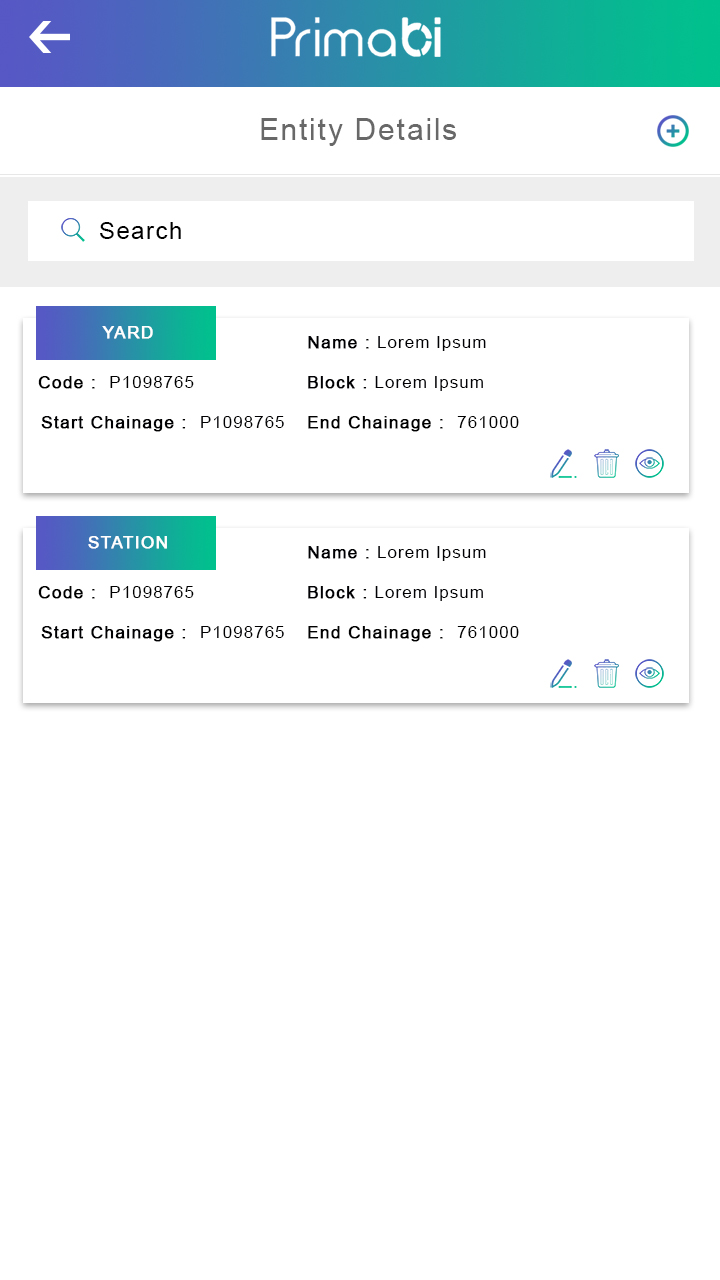 Primabi
Entity Details
Search
YARD
Name : Lorem Ipsum
Code : P1098765
Block : Lorem Ipsum
Start Chainage : P1098765
End Chainage : 761000
STATION
Name : Lorem Ipsum
Code : P1098765
Block : Lorem Ipsum
Start Chainage : P1098765
End Chainage : 761000